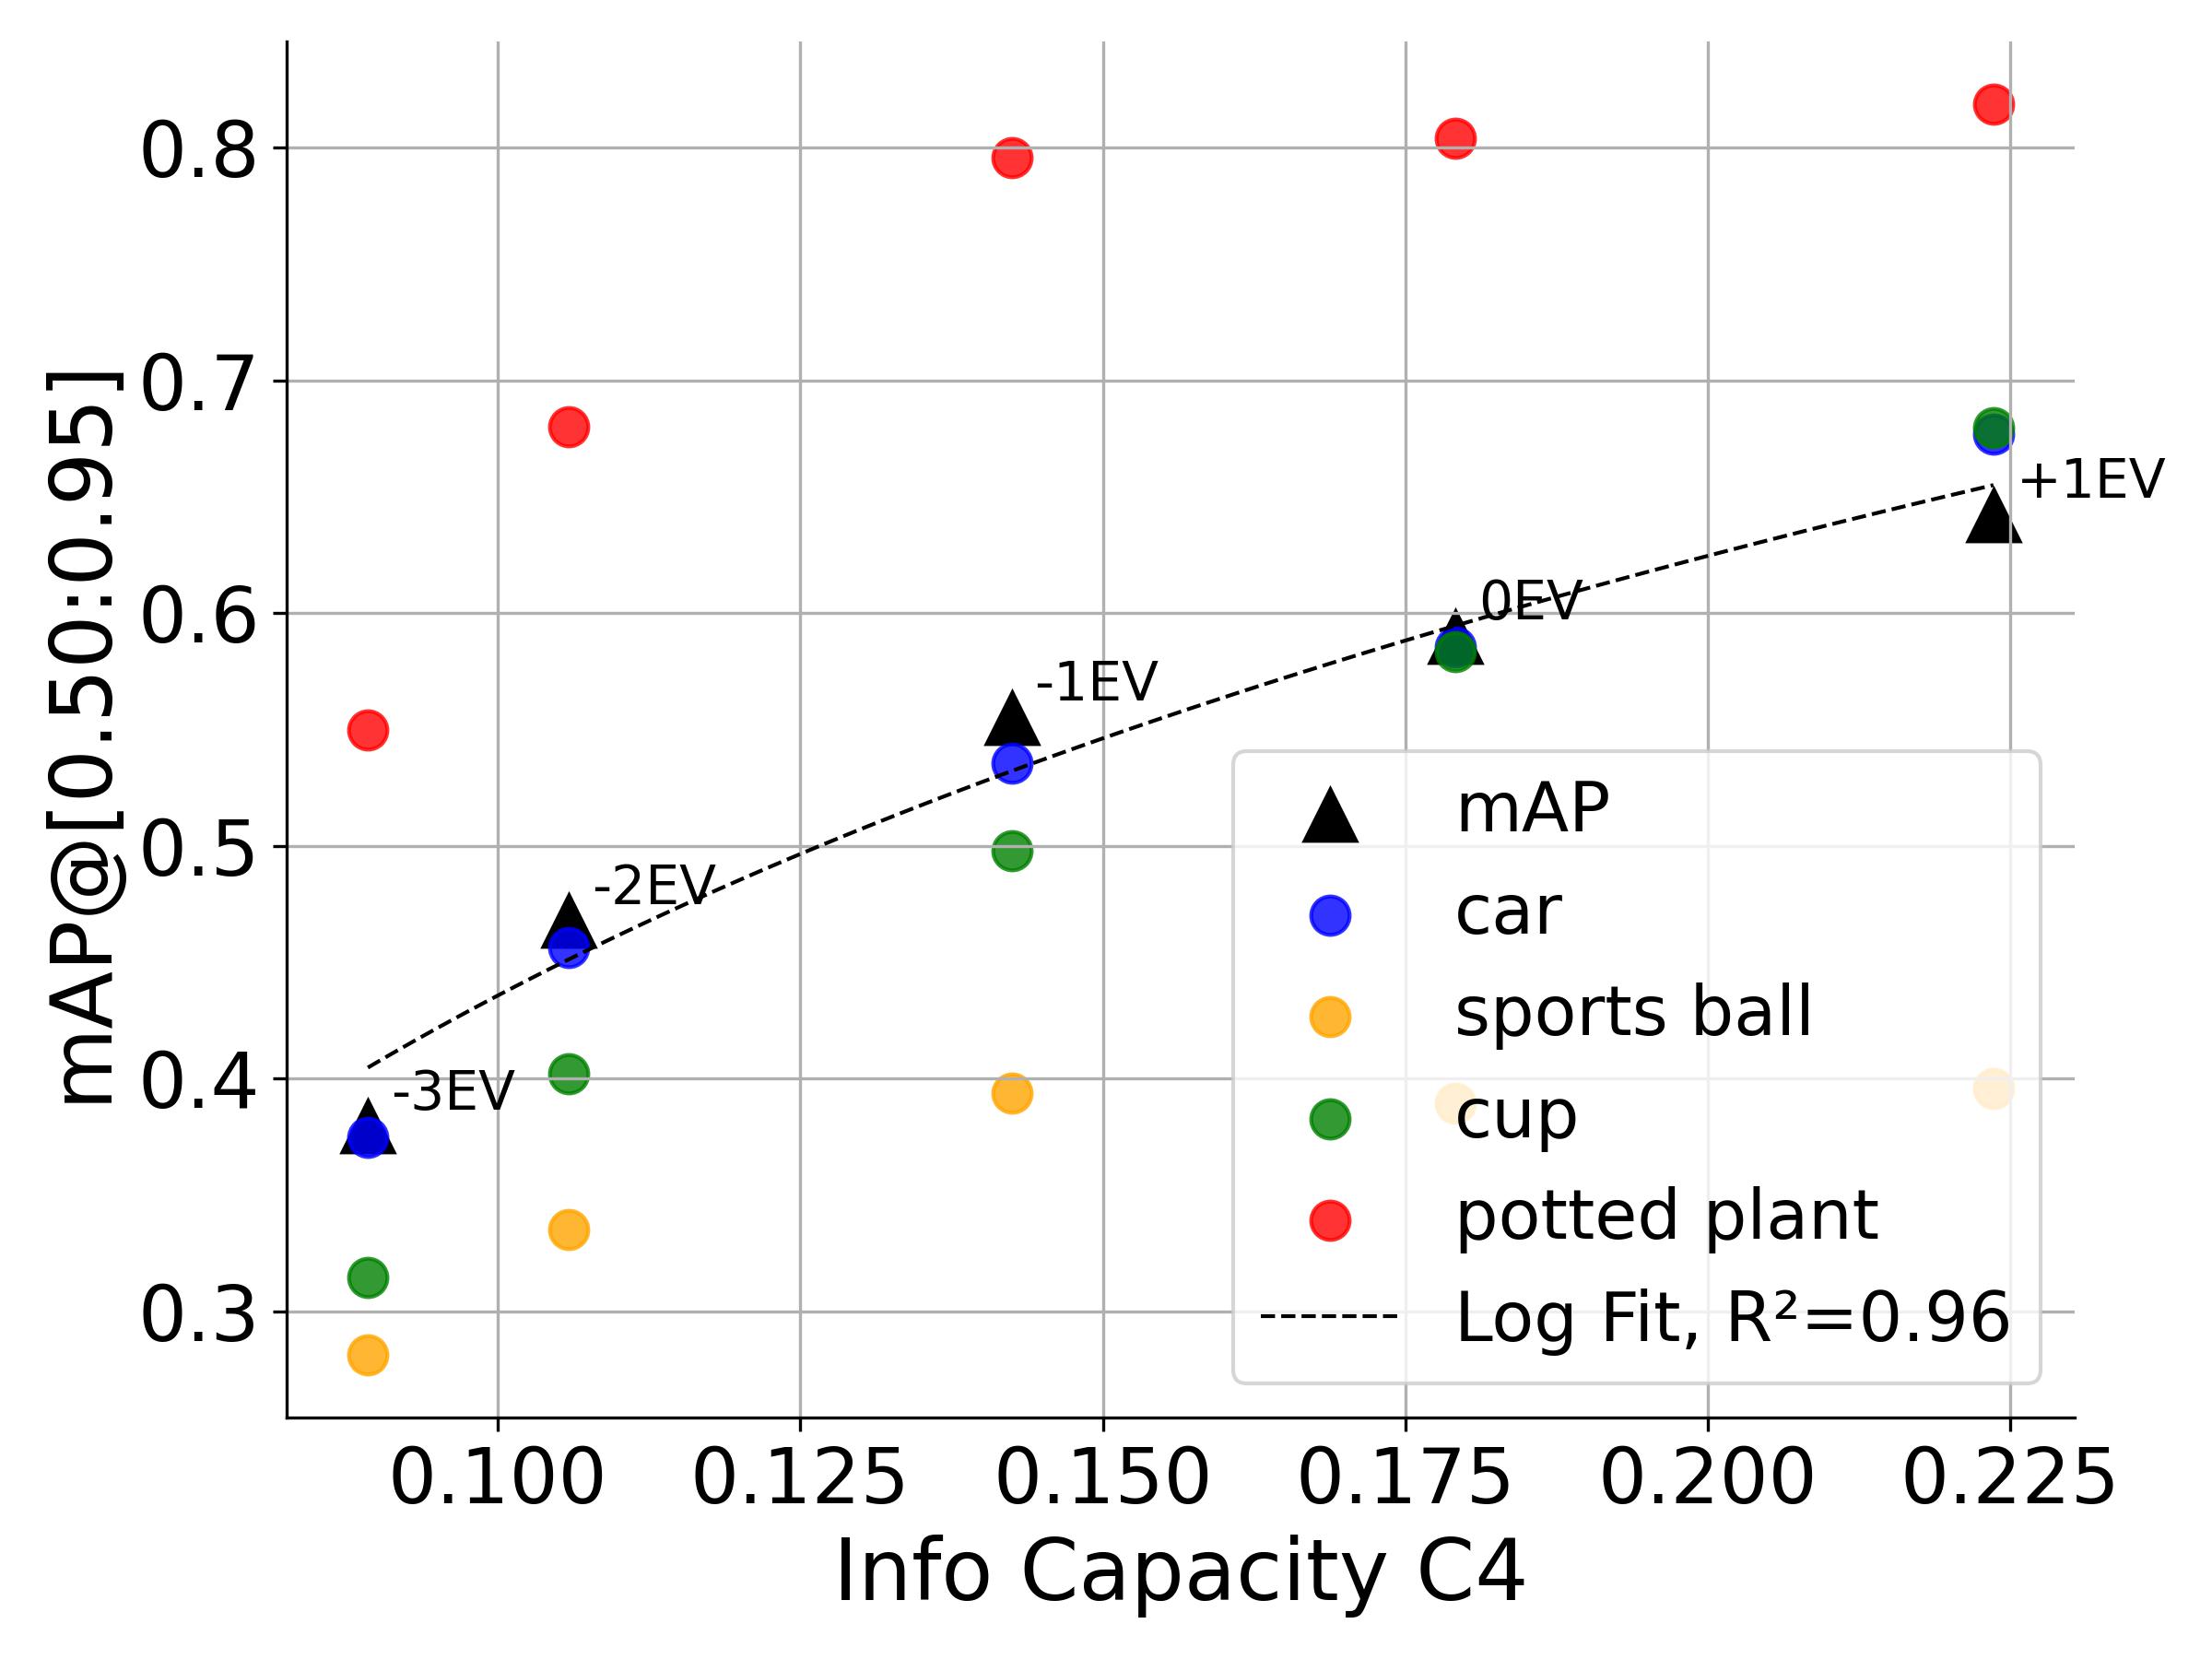 mAP@[0.50:0.95]
0.8
0.7
0.6
0.5
0.4
0.3
+1EV
0EV
-1EV
-2EV
-3EV
mAP
car
sports ball
cup
potted plant
Log Fit, R²=0.96
0.100 0.125 0.150 0.175 0.200 0.225
Info Capacity C4